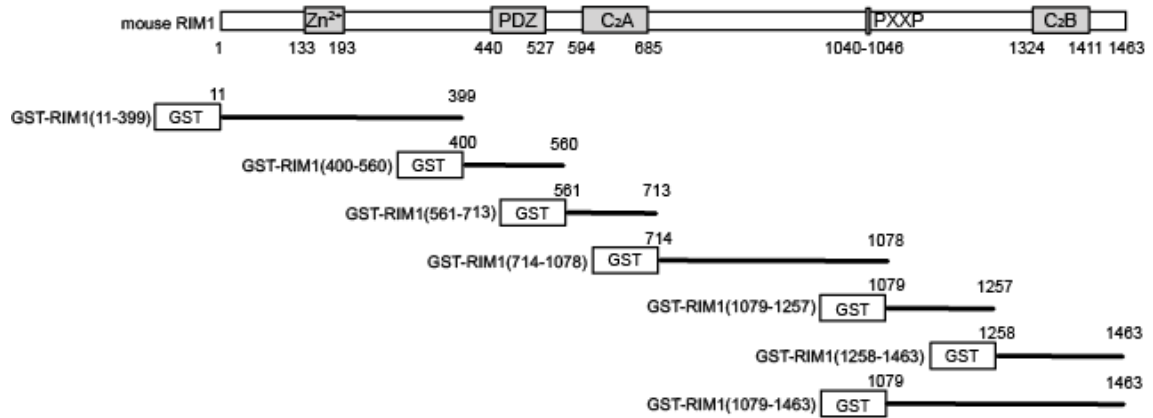 mouse RIM1 Zn2+ PDZ C2A PXXP C2B
1 133 193 440 527 594 685 1040-1046 1324 1411 1463
11 399
GST-RIM1(11-399) GST
400 560
GST-RIM1(400-560) GST
561 713
GST-RIM1(561-713) GST
714 1078
GST-RIM1(714-1078) GST
1079 1257
GST-RIM1(1079-1257) GST
1258 1463
GST-RIM1(1258-1463) GST
1079 1463
GST-RIM1(1079-1463) GST